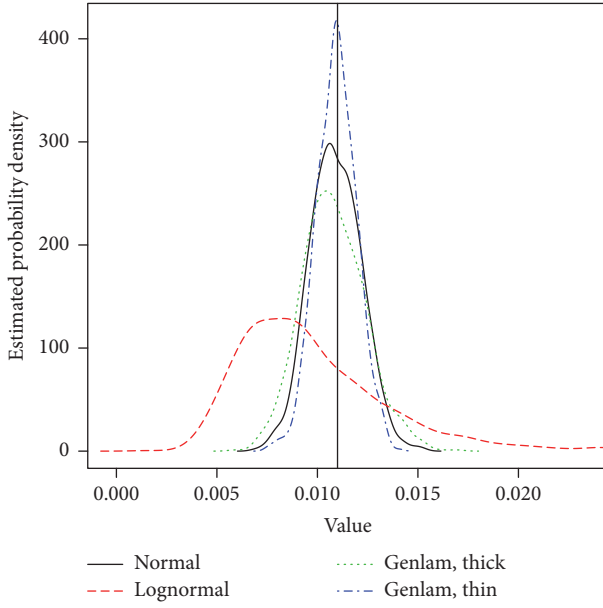 400
300
200
100
0
Estimated probability density
0.000 0.005 0.010 0.015 0.020
Value
Normal Genlam, thick
Lognormal Genlam, thin